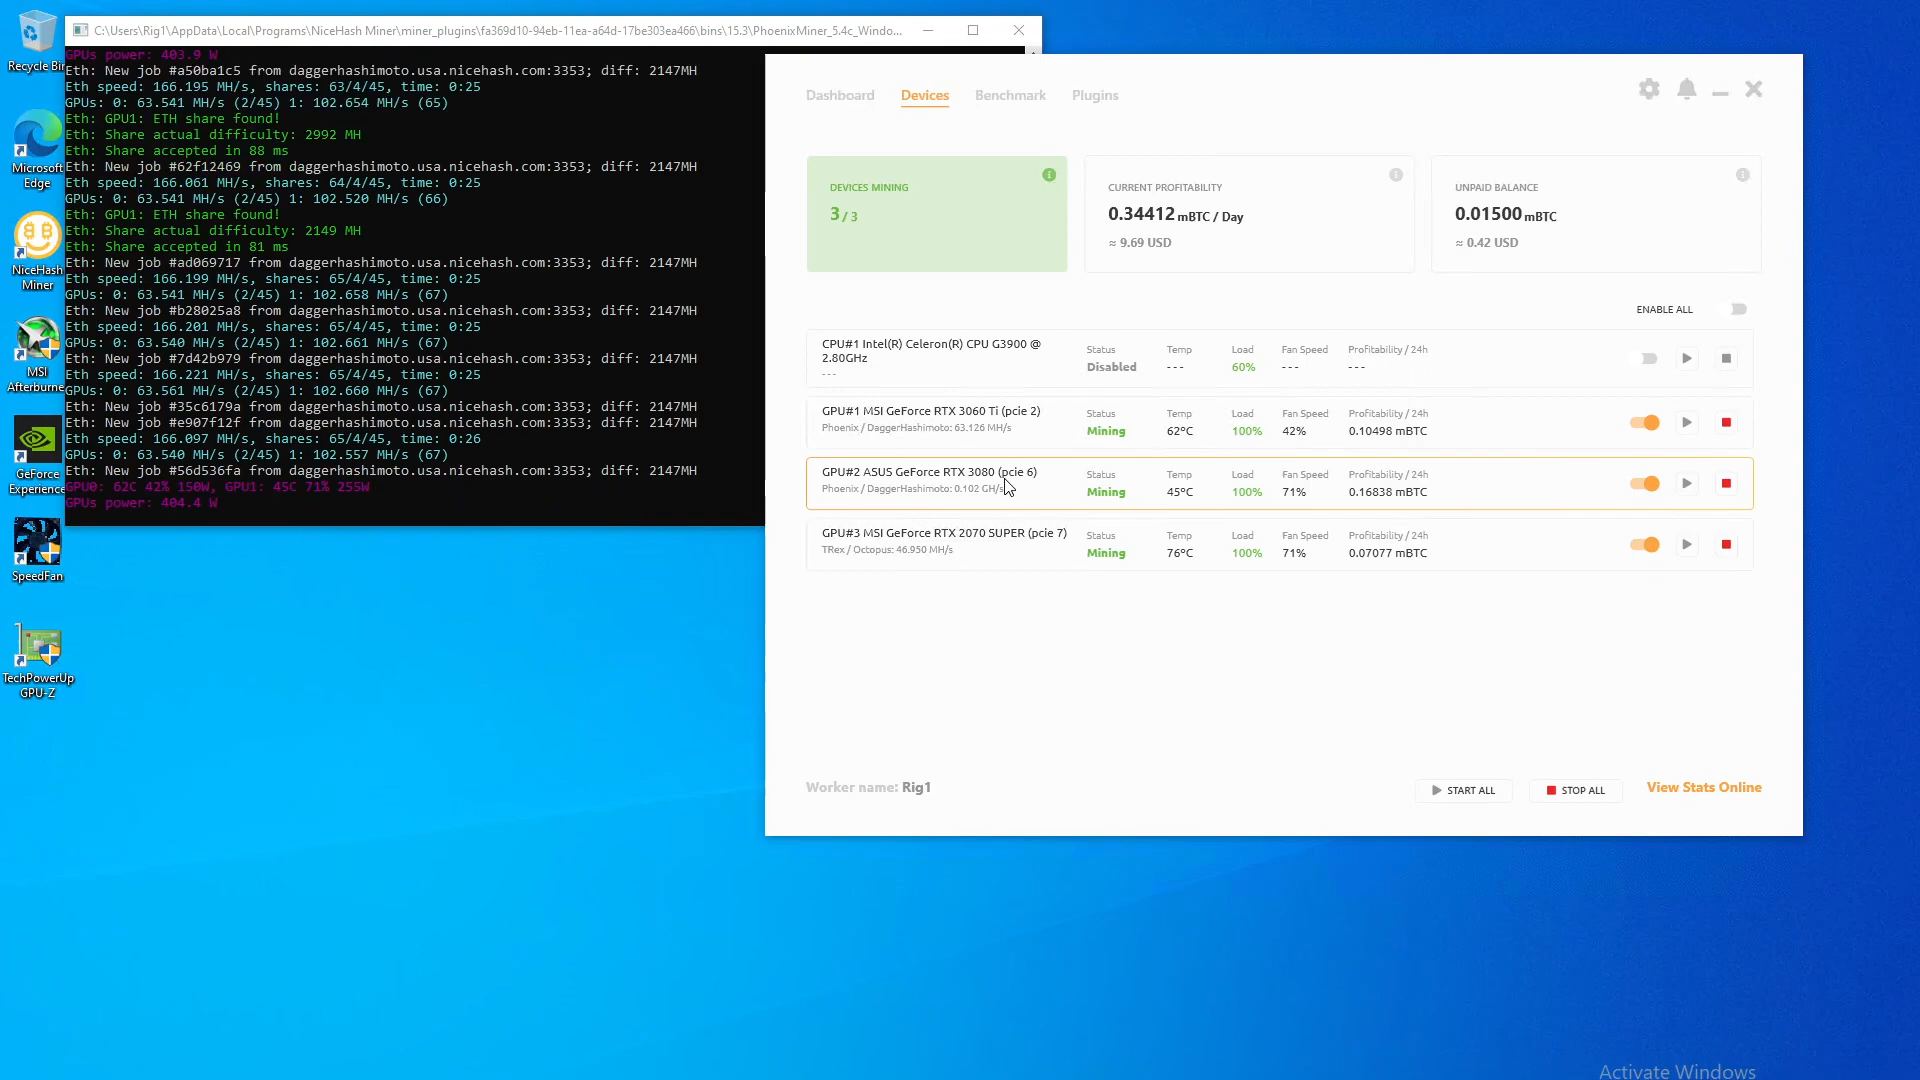 Recycle Bin
Microsoft
Edge
NiceHash
Miner
MSI
Afterburner
GeForce
Experience
SpeedFan
TechPowerUp
GPU-Z
C:\Users\Rig1\AppData\Local\Programs\NiceHash Miner\miner_plugins\fa369d10-94eb-11ea-a64d-17be303ea466\bins\15.3\PhoenixMiner_5.4c_Windo...
GPUs power: 403.9 W
Eth: New job #a50ba1c5 from daggerhashimoto.usa.nicehash.com:3353; diff: 2147MH
Eth speed: 166.195 MH/s, shares: 63/4/45, time: 0:25
GPUs: 0: 63.541 MH/s (2/45) 1: 102.654 MH/s (65)
Eth: GPU1: ETH share found!
Eth: Share actual difficulty: 2992 MH
Eth: Share accepted in 88 ms
Eth: New job #62f12469 from daggerhashimoto.usa.nicehash.com:3353; diff: 2147MH
Eth speed: 166.061 MH/s, shares: 64/4/45, time: 0:25
GPUs: 0: 63.541 MH/s (2/45) 1: 102.520 MH/s (66)
Eth: GPU1: ETH share found!
Eth: Share actual difficulty: 2149 MH
Eth: Share accepted in 81 ms
Eth: New job #ad069717 from daggerhashimoto.usa.nicehash.com:3353; diff: 2147MH
Eth speed: 166.199 MH/s, shares: 65/4/45, time: 0:25
GPUs: 0: 63.541 MH/s (2/45) 1: 102.658 MH/s (67)
Eth: New job #b28025a8 from daggerhashimoto.usa.nicehash.com:3353; diff: 2147MH
Eth speed: 166.201 MH/s, shares: 65/4/45, time: 0:25
GPUs: 0: 63.540 MH/s (2/45) 1: 102.661 MH/s (67)
Eth: New job #7d42b979 from daggerhashimoto.usa.nicehash.com:3353; diff: 2147MH
Eth speed: 166.221 MH/s, shares: 65/4/45, time: 0:25
GPUs: 0: 63.561 MH/s (2/45) 1: 102.660 MH/s (67)
Eth: New job #35c6179a from daggerhashimoto.usa.nicehash.com:3353; diff: 2147MH
Eth: New job #e907f12f from daggerhashimoto.usa.nicehash.com:3353; diff: 2147MH
Eth speed: 166.097 MH/s, shares: 65/4/45, time: 0:26
GPUs: 0: 63.540 MH/s (2/45) 1: 102.557 MH/s (67)
Eth: New job #56d536fa from daggerhashimoto.usa.nicehash.com:3353; diff: 2147MH
GPU0: 62C 42% 150W, GPU1: 45C 71% 255W
GPUs power: 404.4 W
Dashboard Devices Benchmark Plugins
DEVICES MINING
3 / 3
CURRENT PROFITABILITY
0.34412 mBTC / Day
≈ 9.69 USD
UNPAID BALANCE
0.01500 mBTC
≈ 0.42 USD
ENABLE ALL
CPU#1 Intel(R) Celeron(R) CPU G3900 @
2.80GHz
---
Status Temp Load Fan Speed Profitability / 24h
Disabled --- 60% --- ---
GPU#1 MSI GeForce RTX 3060 Ti (pcie 2)
Phoenix / DaggerHashimoto: 63.126 MH/s
Status Temp Load Fan Speed Profitability / 24h
Mining 62°C 100% 42% 0.10498 mBTC
GPU#2 ASUS GeForce RTX 3080 (pcie 6)
Phoenix / DaggerHashimoto: 0.102 GH/s
Status Temp Load Fan Speed Profitability / 24h
Mining 45°C 100% 71% 0.16838 mBTC
GPU#3 MSI GeForce RTX 2070 SUPER (pcie 7)
TRex / Octopus: 46.950 MH/s
Status Temp Load Fan Speed Profitability / 24h
Mining 76°C 100% 71% 0.07077 mBTC
Worker name: Rig1
START ALL
STOP ALL
View Stats Online
Activate Windows